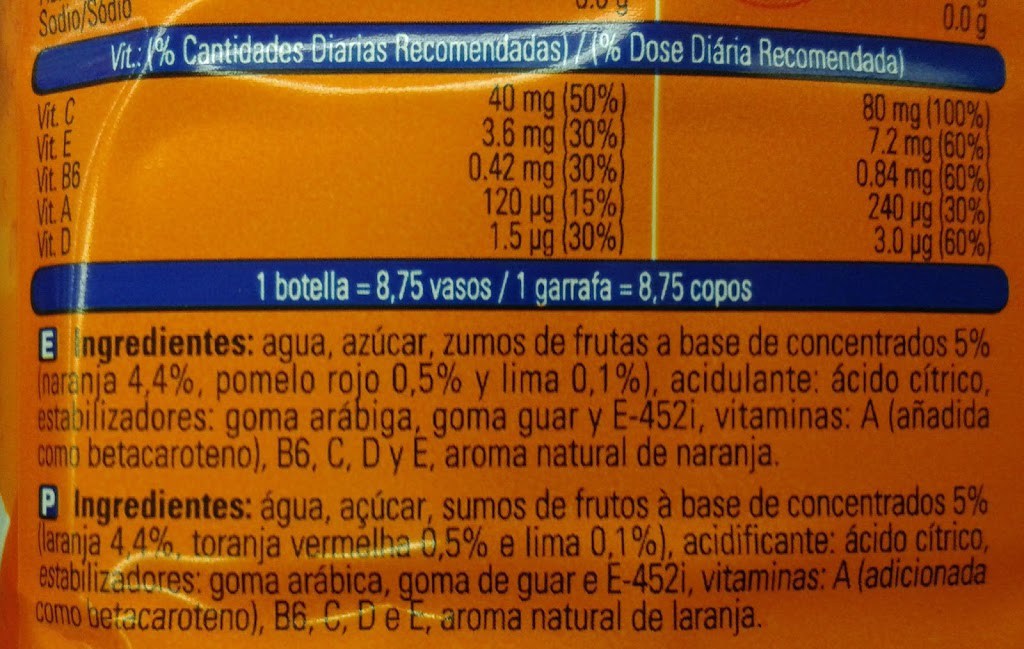 Sodio/Sódio 0.0 g
Vit.: (% Cantidades Diarias Recomendadas) / (% Dose Diária Recomendada)
Vit. C 40 mg (50%) 80 mg (100%)
Vit. E 3.6 mg (30%) 7.2 mg (60%)
Vit. B6 0.42 mg (30%) 0.84 mg (60%)
Vit. A 120 µg (15%) 240 µg (30%)
Vit. D 1.5 µg (30%) 3.0 µg (60%)
1 botella = 8,75 vasos / 1 garrafa = 8,75 copos
E Ingredientes: agua, azúcar, zumos de frutas a base de concentrados 5%
(naranja 4,4%, pomelo rojo 0,5% y lima 0,1%), acidulante: ácido cítrico,
estabilizadores: goma arábiga, goma guar y E-452i, vitaminas: A (añadida
como betacaroteno), B6, C, D y E, aroma natural de naranja.
P Ingredientes: água, açúcar, sumos de frutos à base de concentrados 5%
(laranja 4,4%, toranja vermelha 0,5% e lima 0,1%), acidificante: ácido cítrico,
estabilizadores: goma arábica, goma de guar e E-452i, vitaminas: A (adicionada
como betacaroteno), B6, C, D e E, aroma natural de laranja.